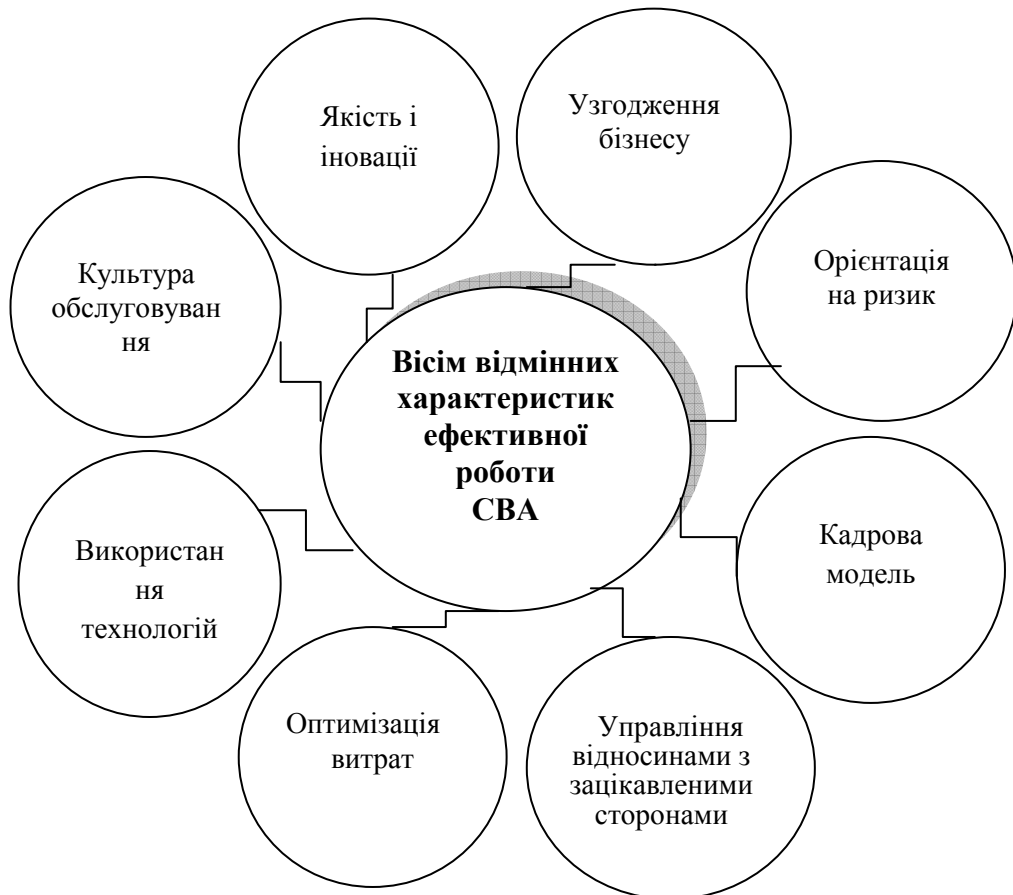 Якість і
іновації
Узгодження
бізнесу
Орієнтація
на ризик
Культура
обслуговуван
ня
Вісім відмінних
характеристик
ефективної
роботи
СВА
Кадрова
модель
Використан
ня
технологій
Оптимізація
витрат
Управління
відносинами з
зацікавленими
сторонами